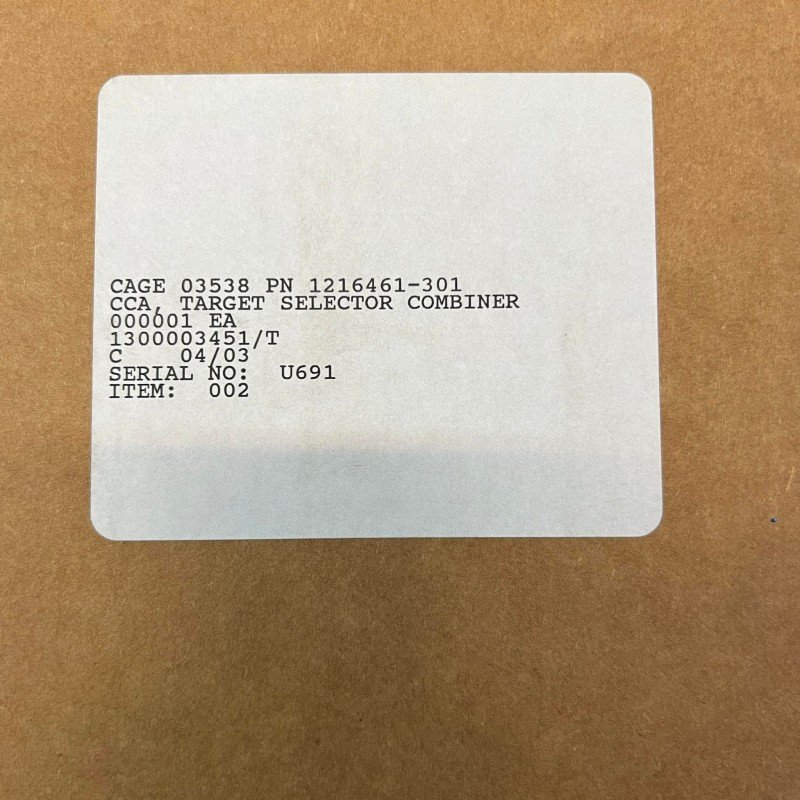 CAGE 03538 PN 1216461-301
CCA, TARGET SELECTOR COMBINER
000001 EA
1300003451/T
C    04/03
SERIAL NO:  U691
ITEM:  002